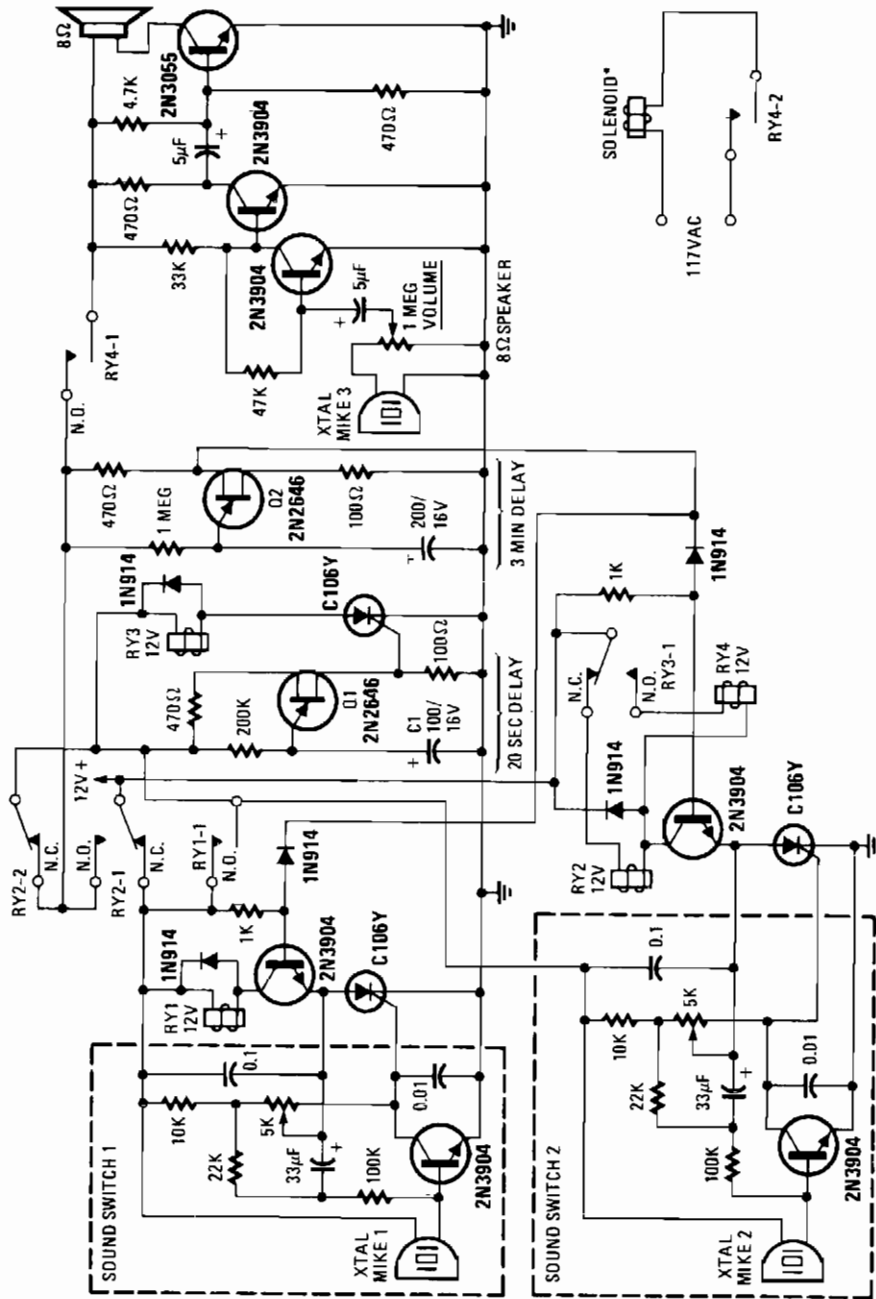 SOUND SWITCH 1
XTAL
MIKE 1
22K
33µF
+
100K
10K
5K
0.1
0.01
2N3904
RY1
12V
1N914
1K
2N3904
C106Y
1N914
RY2-2
N.C.
N.O.
RY2-1
N.C.
RY1-1
N.O.
12V+
470Ω
200K
+
C1
100/
16V
Q1
2N2646
100Ω
20 SEC DELAY
RY3
12V
1N914
C106Y
1 MEG
470Ω
Q2
2N2646
200/
16V
100Ω
3 MIN DELAY
N.O.
RY4-1
XTAL
MIKE 3
47K
33K
2N3904
+
5µF
1 MEG
VOLUME
8Ω SPEAKER
470Ω
2N3904
5µF
+
4.7K
2N3055
470Ω
8Ω
SOUND SWITCH 2
XTAL
MIKE 2
100K
22K
33µF
+
10K
5K
0.1
0.01
2N3904
RY2
12V
1N914
N.C.
N.O.
RY3-1
RY4
12V
1K
1N914
2N3904
C106Y
117VAC
SOLENOID*
RY4-2